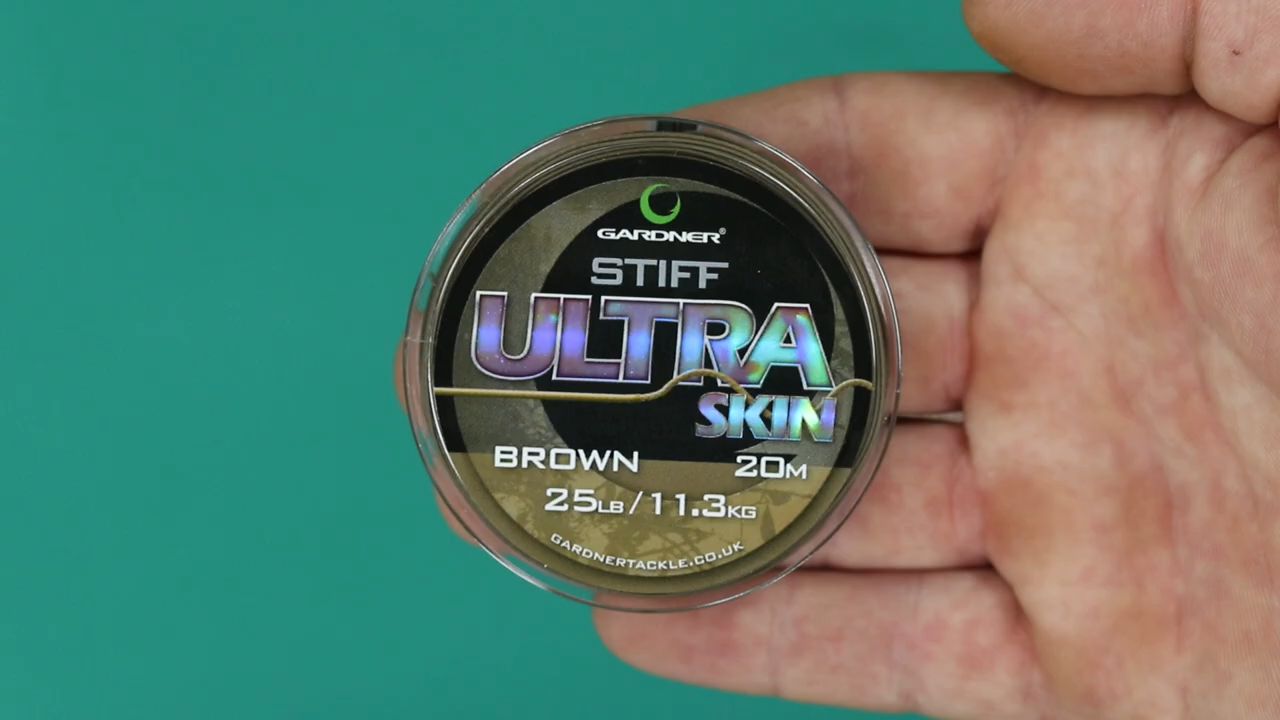 GARDNER®
STIFF
ULTRA
SKIN
BROWN 20M
25LB/11.3KG
GARDNERTACKLE.CO.UK